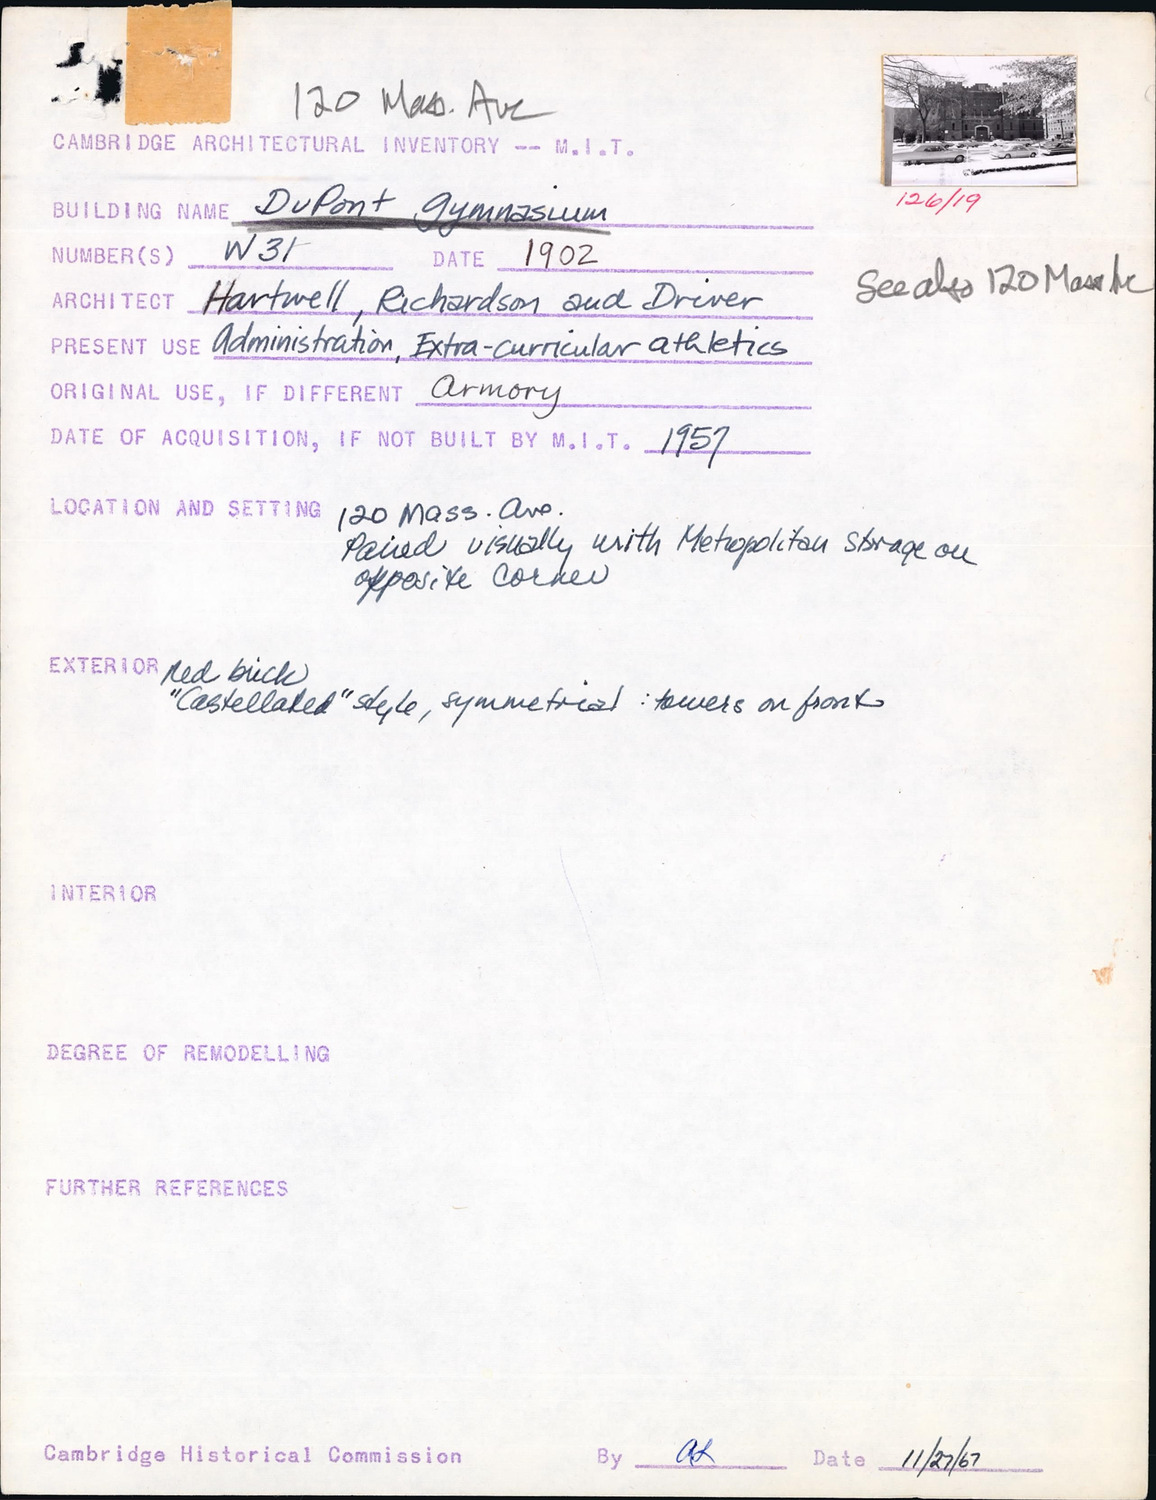 120 Mass. Ave
CAMBRIDGE ARCHITECTURAL INVENTORY -- M.I.T.
126/19
BUILDING NAME DuPont Gymnasium
NUMBER(S) W31 DATE 1902
See also 120 Mass Ave
ARCHITECT Hartwell, Richardson and Driver
PRESENT USE Administration, Extra-curricular athletics
ORIGINAL USE, IF DIFFERENT Armory
DATE OF ACQUISITION, IF NOT BUILT BY M.I.T. 1957
LOCATION AND SETTING 120 Mass. Ave.
Paired visually with Metropolitan Storage on
opposite corner
EXTERIOR Red brick
"Castellated" style, symmetrical : towers on front
INTERIOR
DEGREE OF REMODELLING
FURTHER REFERENCES
Cambridge Historical Commission By Date 11/27/67